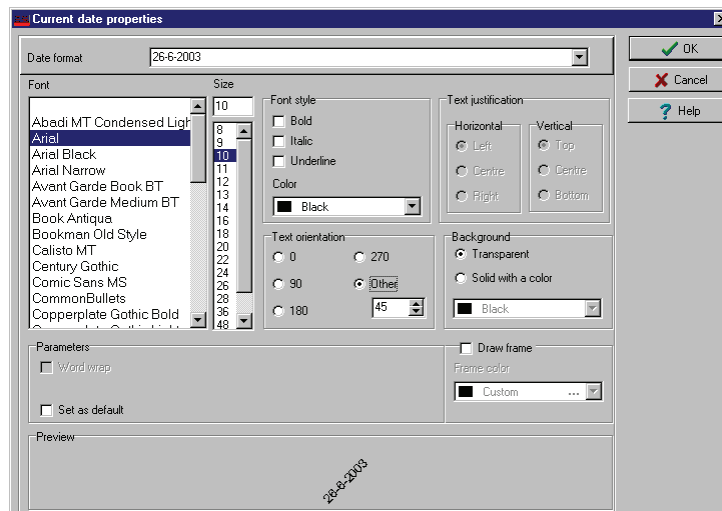 Current date properties
Date format
26-6-2003
OK
Cancel
Help
Font
Abadi MT Condensed Ligh
Arial
Arial Black
Arial Narrow
Avant Garde Book BT
Avant Garde Medium BT
Book Antiqua
Bookman Old Style
Calisto MT
Century Gothic
Comic Sans MS
CommonBullets
Copperplate Gothic Bold
Size
10
8
9
10
11
12
13
14
16
18
20
22
24
26
28
36
48
Font style
Bold
Italic
Underline
Color
Black
Text justification
Horizontal
Left
Centre
Right
Vertical
Top
Centre
Bottom
Text orientation
0
270
90
Other
180
45
Background
Transparent
Solid with a color
Black
Parameters
Word wrap
Set as default
Draw frame
Frame color
Custom ...
Preview
26-6-2003